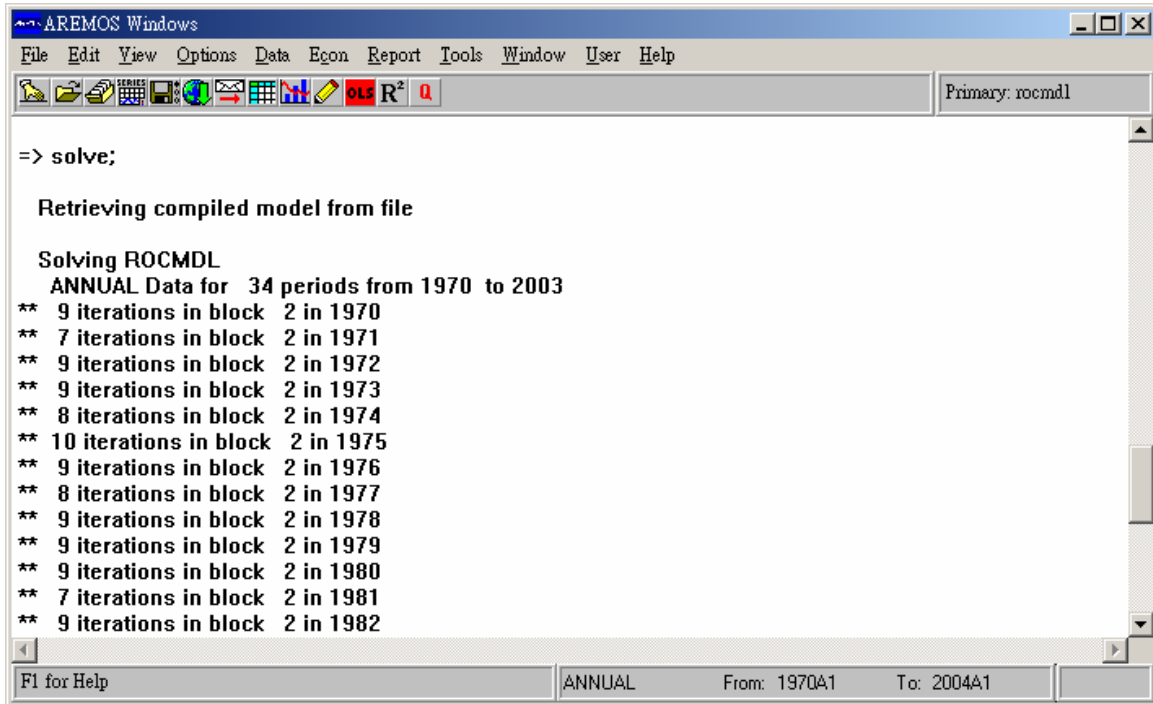 AREMOS Windows
File Edit View Options Data Econ Report Tools Window User Help
SERIES OLS R² Q Primary: rocmdl
=> solve;
Retrieving compiled model from file
Solving ROCMDL
ANNUAL Data for 34 periods from 1970 to 2003
** 9 iterations in block 2 in 1970
** 7 iterations in block 2 in 1971
** 9 iterations in block 2 in 1972
** 9 iterations in block 2 in 1973
** 8 iterations in block 2 in 1974
** 10 iterations in block 2 in 1975
** 9 iterations in block 2 in 1976
** 8 iterations in block 2 in 1977
** 9 iterations in block 2 in 1978
** 9 iterations in block 2 in 1979
** 9 iterations in block 2 in 1980
** 7 iterations in block 2 in 1981
** 9 iterations in block 2 in 1982
F1 for Help ANNUAL From: 1970A1 To: 2004A1